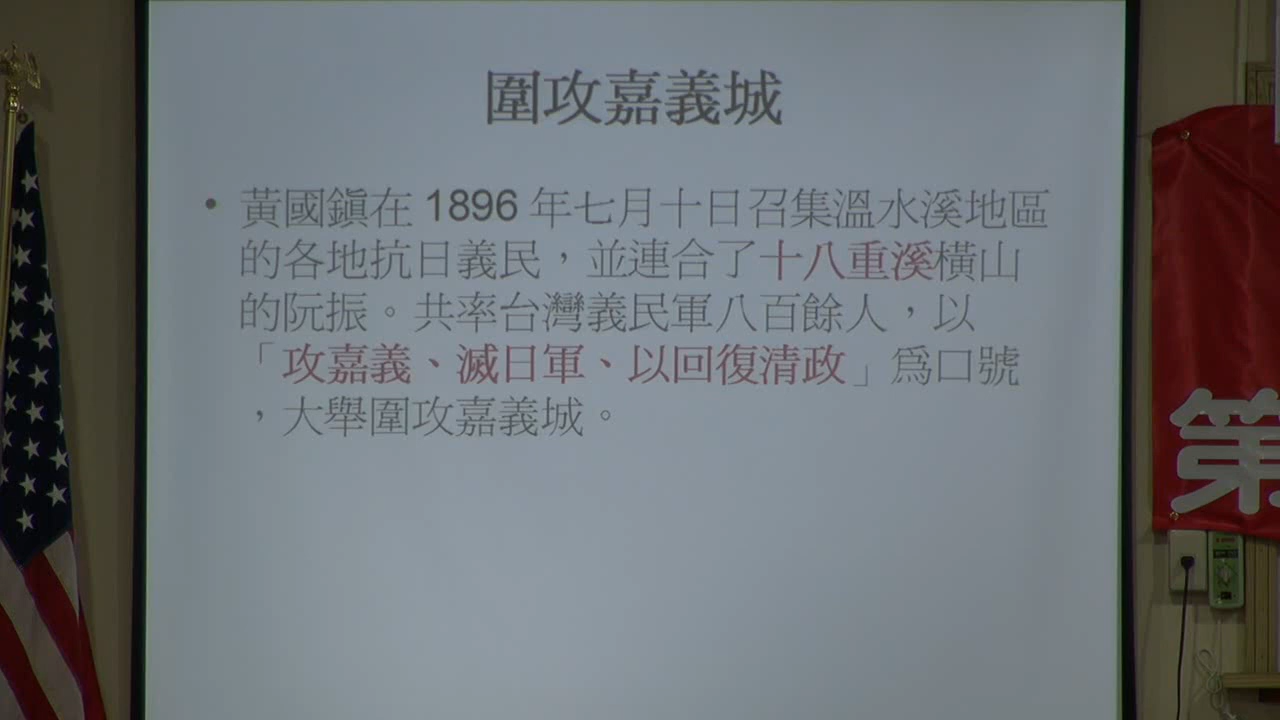 圍攻嘉義城
• 黃國鎮在 1896 年七月十日召集溫水溪地區
的各地抗日義民，並連合了十八重溪橫山
的阮振。共率台灣義民軍八百餘人，以
「攻嘉義、滅日軍、以回復清政」為口號
，大舉圍攻嘉義城。
第